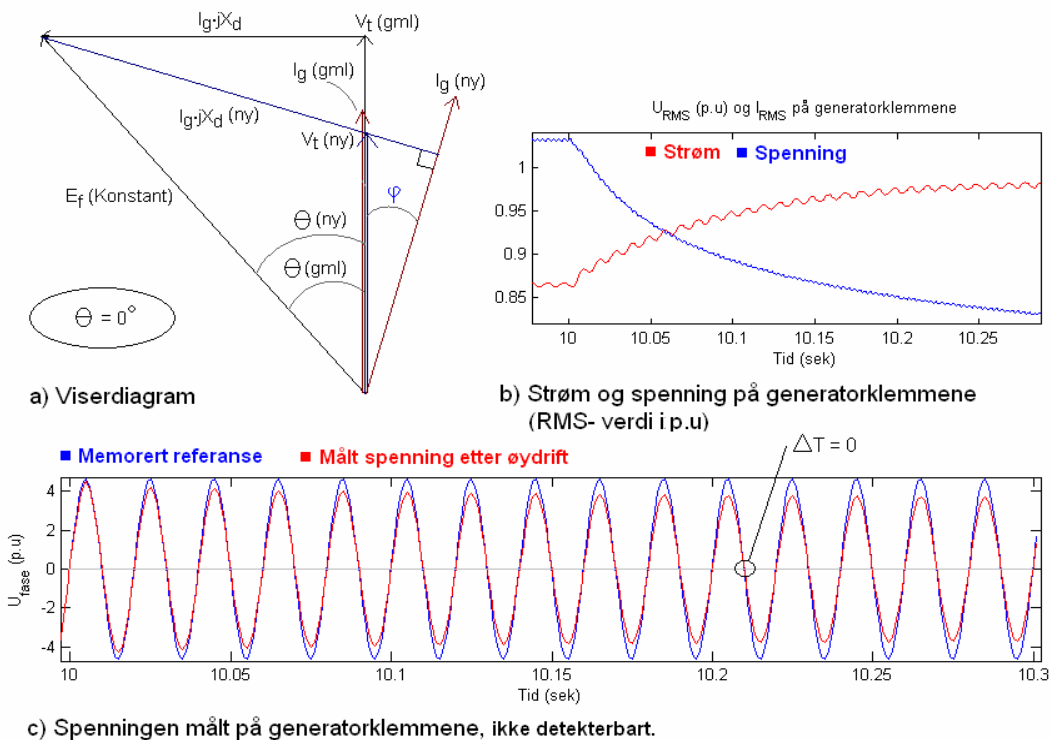 Ig·jXd
Vt (gml)
Ig (gml)
Ig (ny)
Ig·jXd (ny)
Vt (ny)
Ef (Konstant)
φ
Θ (ny)
Θ (gml)
Θ = 0°
a) Viserdiagram
URMS (p.u) og IRMS på generatorklemmene
Strøm Spenning
1
0.95
0.9
0.85
10 10.05 10.1 10.15 10.2 10.25
Tid (sek)
b) Strøm og spenning på generatorklemmene
(RMS- verdi i p.u)
Memorert referanse Målt spenning etter øydrift
△T = 0
Ufase (p.u)
4
2
0
-2
-4
10 10.05 10.1 10.15 10.2 10.25 10.3
Tid (sek)
c) Spenningen målt på generatorklemmene, ikke detekterbart.